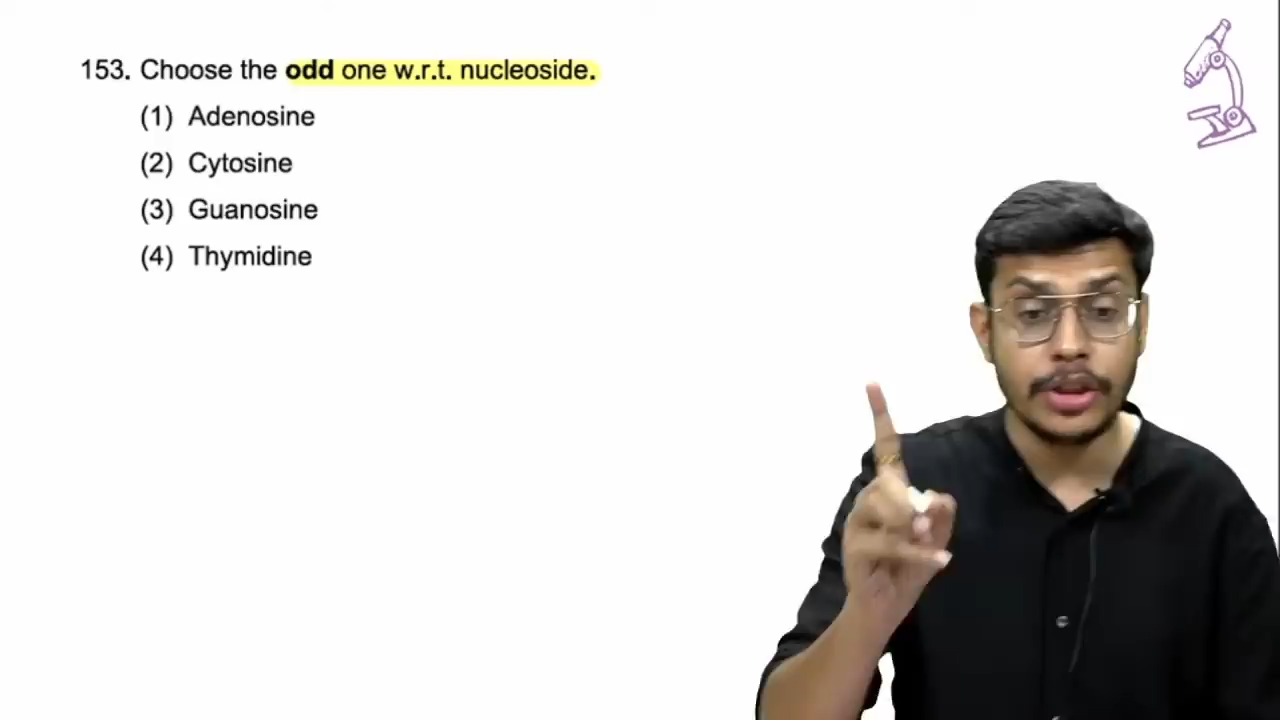 153. Choose the odd one w.r.t. nucleoside.
(1) Adenosine
(2) Cytosine
(3) Guanosine
(4) Thymidine